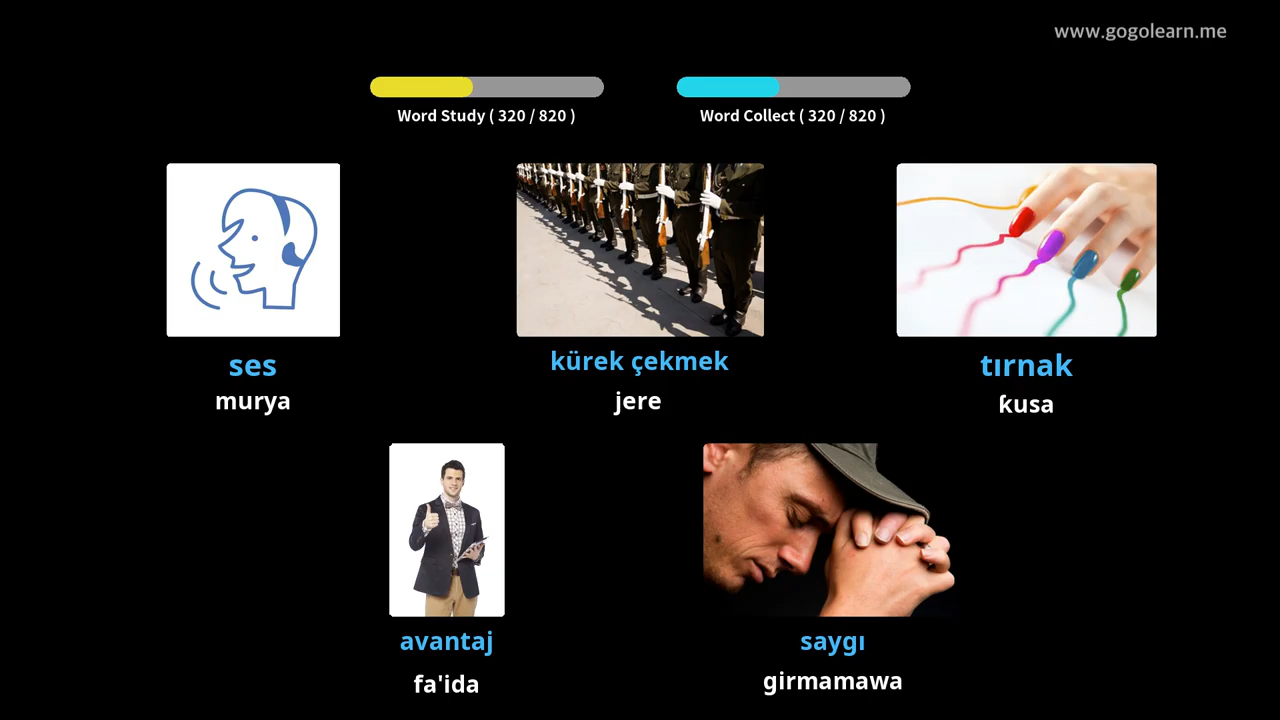 www.gogolearn.me
Word Study ( 320 / 820 )
Word Collect ( 320 / 820 )
ses
murya
kürek çekmek
jere
tırnak
ƙusa
avantaj
fa'ida
saygı
girmamawa